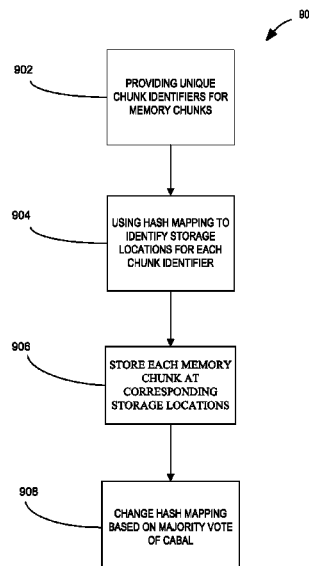 90
902
PROVIDING UNIQUE
CHUNK IDENTIFIERS FOR
MEMORY CHUNKS
904
USING HASH MAPPING TO
IDENTIFY STORAGE
LOCATIONS FOR EACH
CHUNK IDENTIFIER
906
STORE EACH MEMORY
CHUNK AT
CORRESPONDING
STORAGE LOCATIONS
908
CHANGE HASH MAPPING
BASED ON MAJORITY VOTE
OF CABAL